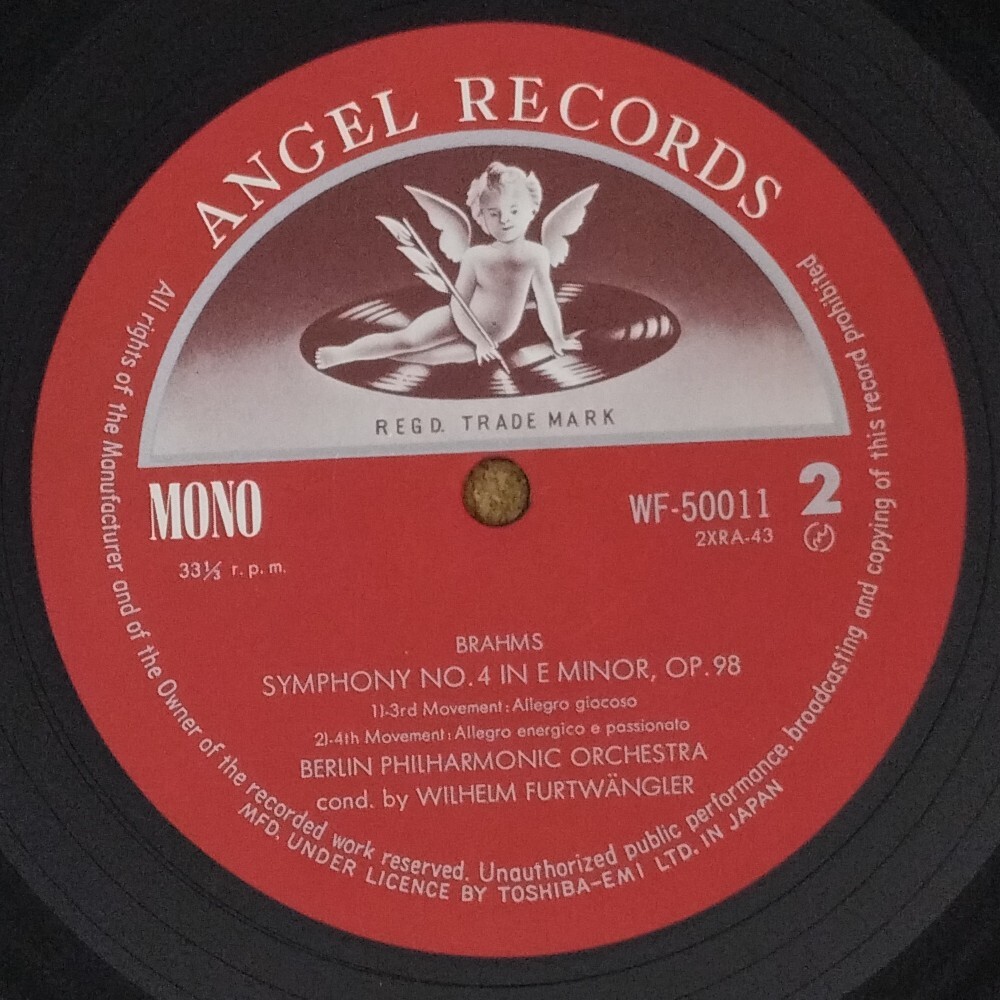 ANGEL RECORDS
REGD. TRADE MARK
MONO
33⅓ r.p.m.
WF-50011
2XRA-43
2
BRAHMS
SYMPHONY NO.4 IN E MINOR, OP.98
1)-3rd Movement: Allegro giocoso
2)-4th Movement: Allegro energico e passionato
BERLIN PHILHARMONIC ORCHESTRA
cond. by WILHELM FURTWÄNGLER
All rights of the Manufacturer and of the Owner of the recorded work reserved. Unauthorized public performance, broadcasting and copying of this record prohibited
MFD. UNDER LICENCE BY TOSHIBA-EMI LTD. IN JAPAN